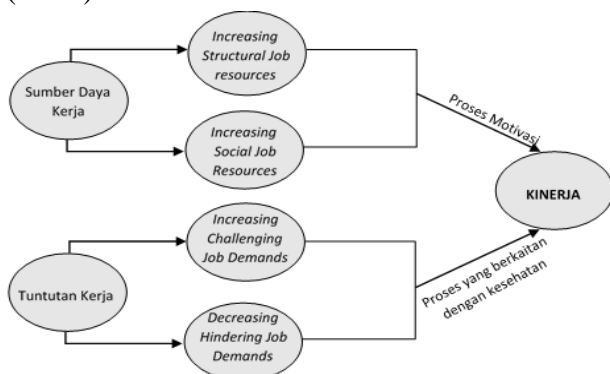 Increasing
Structural Job
resources
Sumber Daya
Kerja
Increasing
Social Job
Resources
Proses Motivasi
KINERJA
Increasing
Challenging
Job Demands
Tuntutan Kerja
Decreasing
Hindering Job
Demands
Proses yang berkaitan
dengan kesehatan